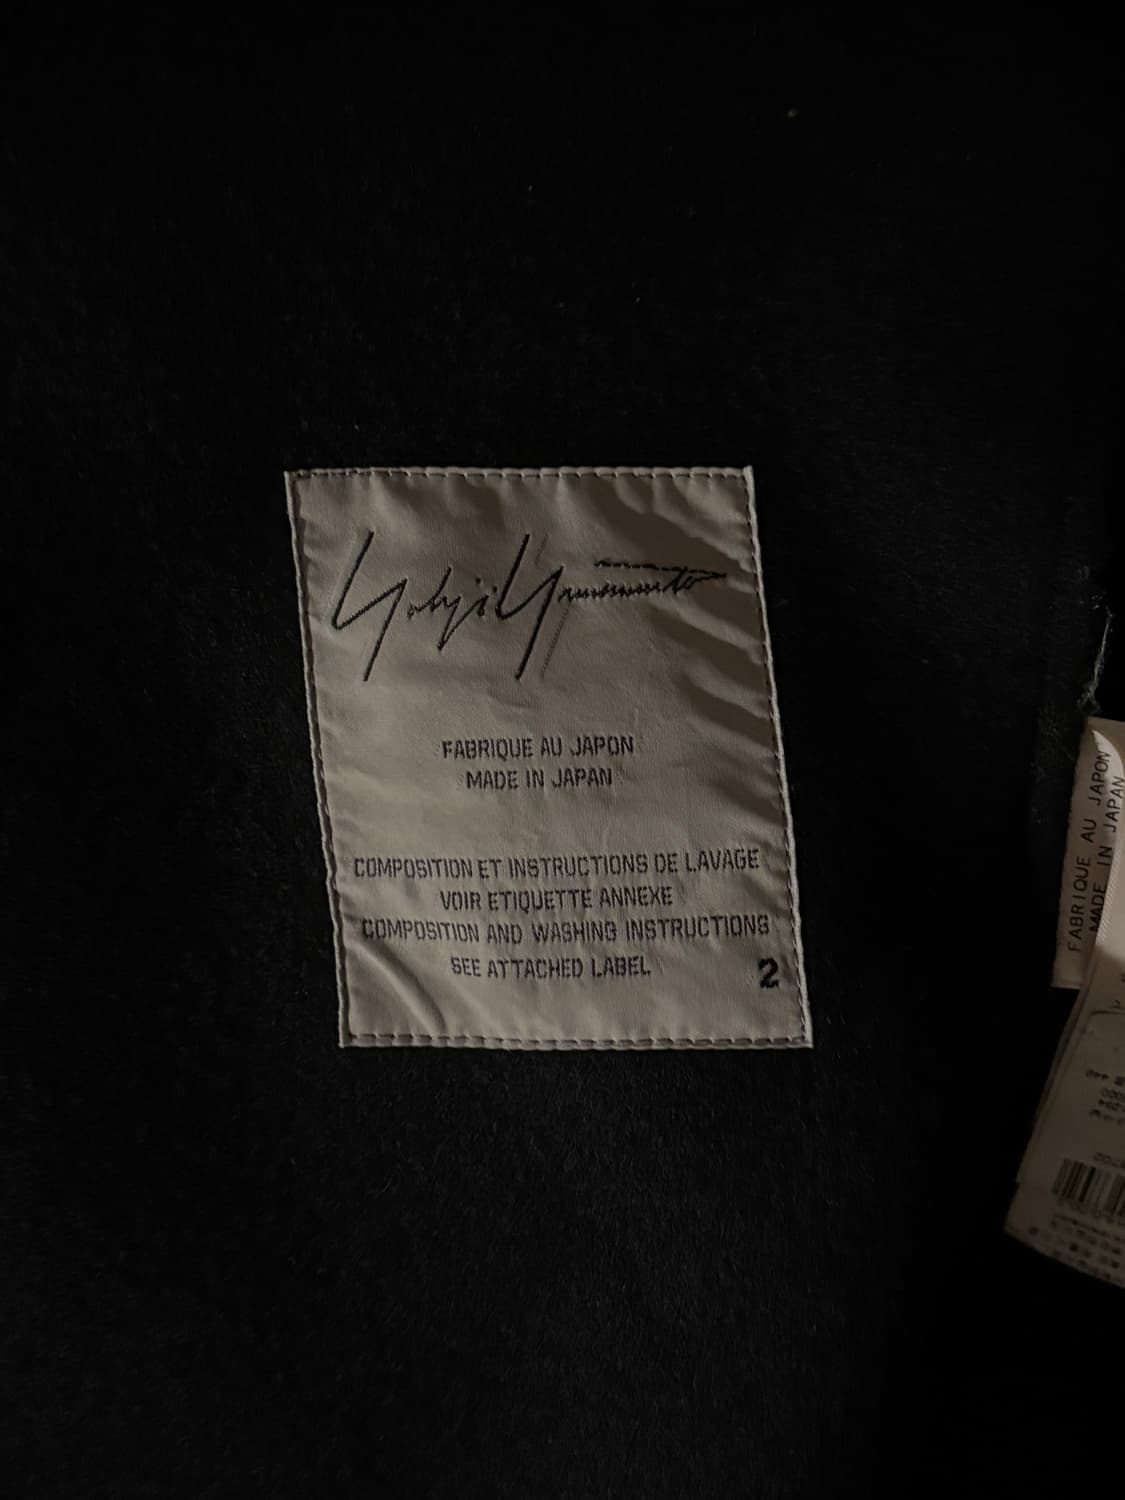 Yohji Yamamoto
FABRIQUE AU JAPON
MADE IN JAPAN
COMPOSITION ET INSTRUCTIONS DE LAVAGE
VOIR ETIQUETTE ANNEXE
COMPOSITION AND WASHING INSTRUCTIONS
SEE ATTACHED LABEL
2
FABRIQUE AU JAPON
MADE IN JAPAN